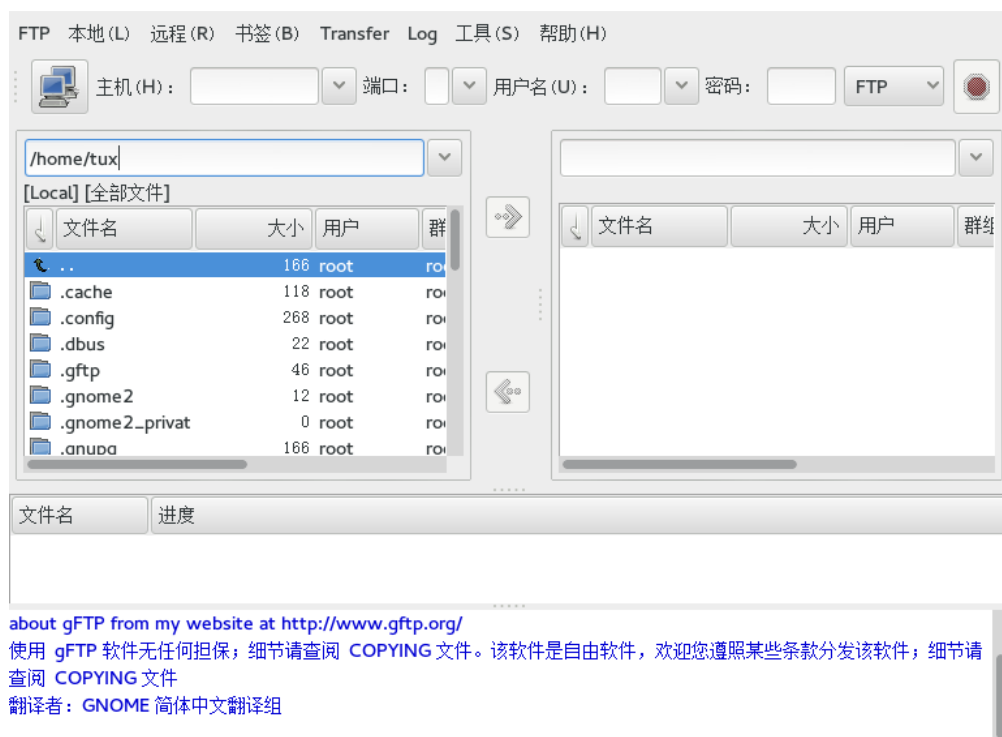 FTP 本地(L) 远程(R) 书签(B) Transfer Log 工具(S) 帮助(H)
主机(H)： 端口： 用户名(U)： 密码： FTP
/home/tux
[Local] [全部文件]
文件名 大小 用户 群
.. 166 root
.cache 118 root
.config 268 root
.dbus 22 root
.gftp 46 root
.gnome2 12 root
.gnome2_privat 0 root
.gnupg 166 root
文件名 大小 用户 群组
文件名 进度
about gFTP from my website at http://www.gftp.org/
使用 gFTP 软件无任何担保；细节请查阅 COPYING 文件。该软件是自由软件，欢迎您遵照某些条款分发该软件；细节请
查阅 COPYING 文件
翻译者：GNOME 简体中文翻译组